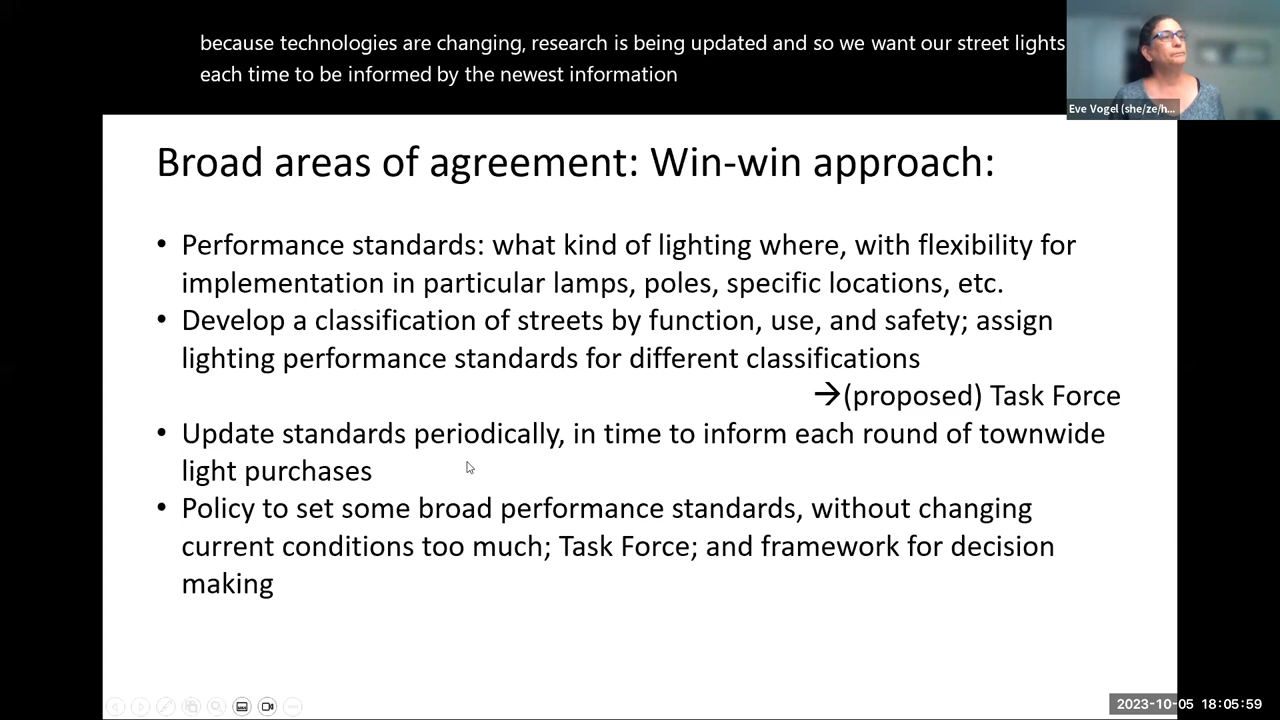 because technologies are changing, research is being updated and so we want our street lights
each time to be informed by the newest information
Eve Vogel (she/ze/h...
Broad areas of agreement: Win-win approach:
• Performance standards: what kind of lighting where, with flexibility for
implementation in particular lamps, poles, specific locations, etc.
• Develop a classification of streets by function, use, and safety; assign
lighting performance standards for different classifications
→(proposed) Task Force
• Update standards periodically, in time to inform each round of townwide
light purchases
• Policy to set some broad performance standards, without changing
current conditions too much; Task Force; and framework for decision
making
2023-10-05 18:05:59